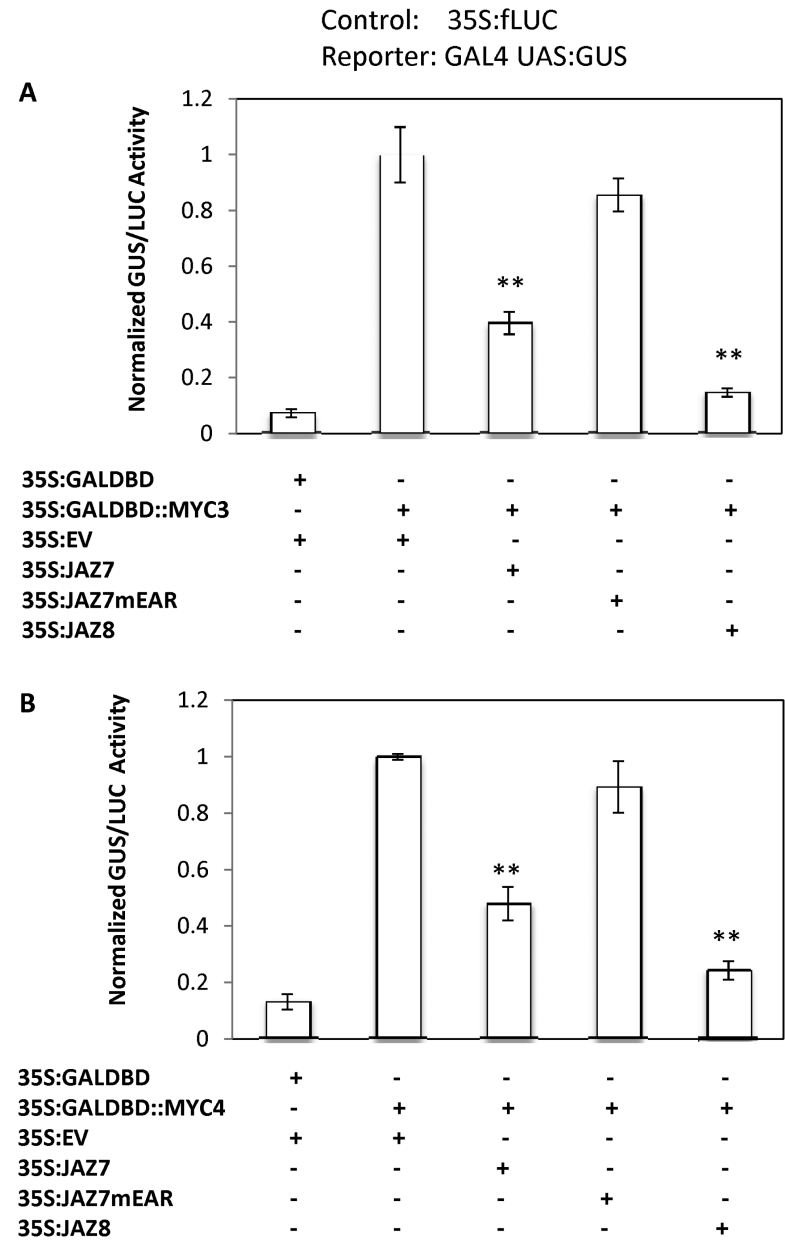 Control: 35S:fLUC
Reporter: GAL4 UAS:GUS
A
Normalized GUS/LUC Activity
1.2
1
0.8
0.6
0.4
0.2
0
**
**
35S:GALDBD + - - - -
35S:GALDBD::MYC3 - + + + +
35S:EV + + - - -
35S:JAZ7 - - + - -
35S:JAZ7mEAR - - - + -
35S:JAZ8 - - - - +
B
Normalized GUS/LUC Activity
1.2
1
0.8
0.6
0.4
0.2
0
**
**
35S:GALDBD + - - - -
35S:GALDBD::MYC4 - + + + +
35S:EV + + - - -
35S:JAZ7 - - + - -
35S:JAZ7mEAR - - - + -
35S:JAZ8 - - - - +